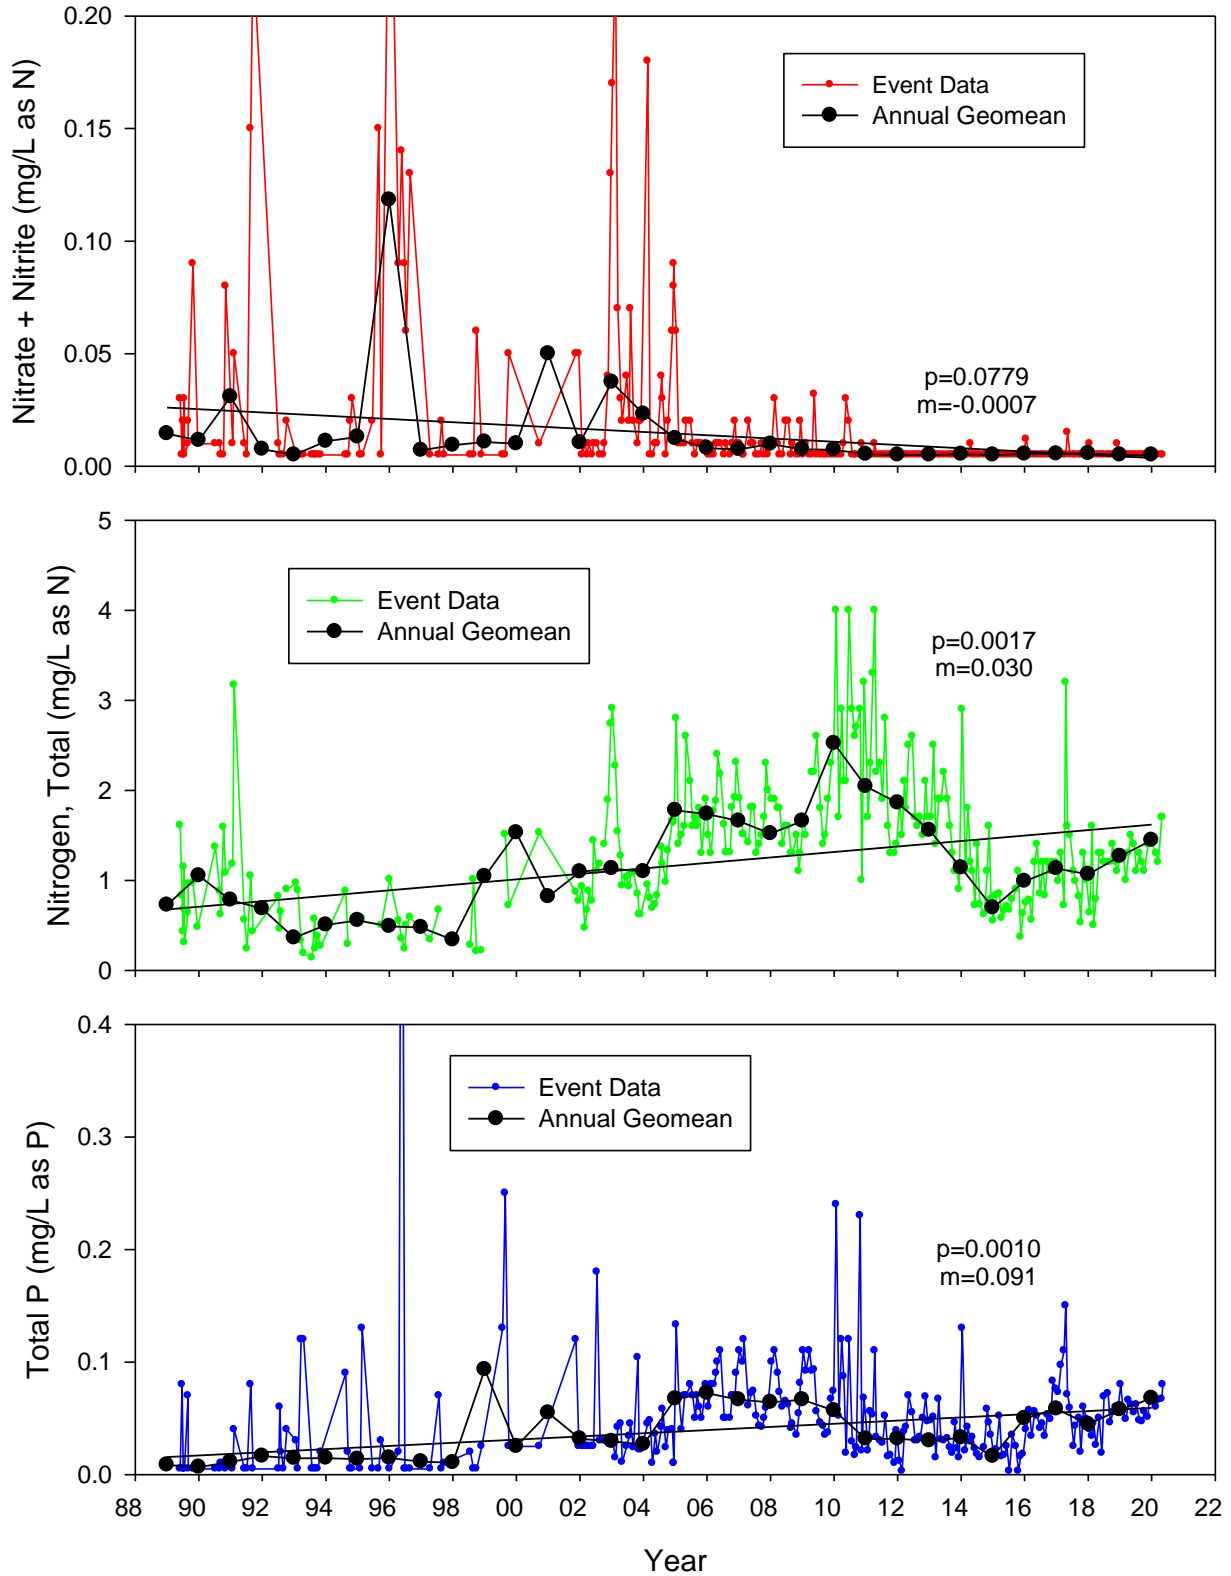 Nitrate + Nitrite (mg/L as N)
0.20
0.15
0.10
0.05
0.00
Event Data
Annual Geomean
p=0.0779
m=-0.0007
Nitrogen, Total (mg/L as N)
5
4
3
2
1
0
Event Data
Annual Geomean
p=0.0017
m=0.030
Total P (mg/L as P)
0.4
0.3
0.2
0.1
0.0
Event Data
Annual Geomean
p=0.0010
m=0.091
88 90 92 94 96 98 00 02 04 06 08 10 12 14 16 18 20 22
Year